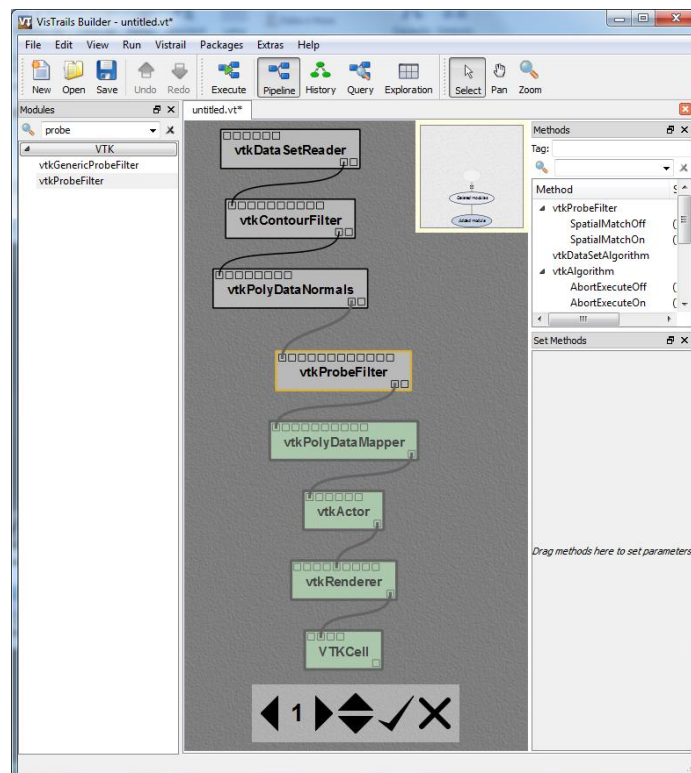 VisTrails Builder - untitled.vt*
File Edit View Run Vistrail Packages Extras Help
New Open Save Undo Redo Execute Pipeline History Query Exploration Select Pan Zoom
Modules
untitled.vt*
probe
VTK
vtkGenericProbeFilter
vtkProbeFilter
vtkDataSetReader
vtkContourFilter
vtkPolyDataNormals
vtkProbeFilter
vtkPolyDataMapper
vtkActor
vtkRenderer
VTKCell
1
Methods
Tag:
Method S
vtkProbeFilter
SpatialMatchOff (
SpatialMatchOn (
vtkDataSetAlgorithm
vtkAlgorithm
AbortExecuteOff (
AbortExecuteOn (
Set Methods
Drag methods here to set parameters